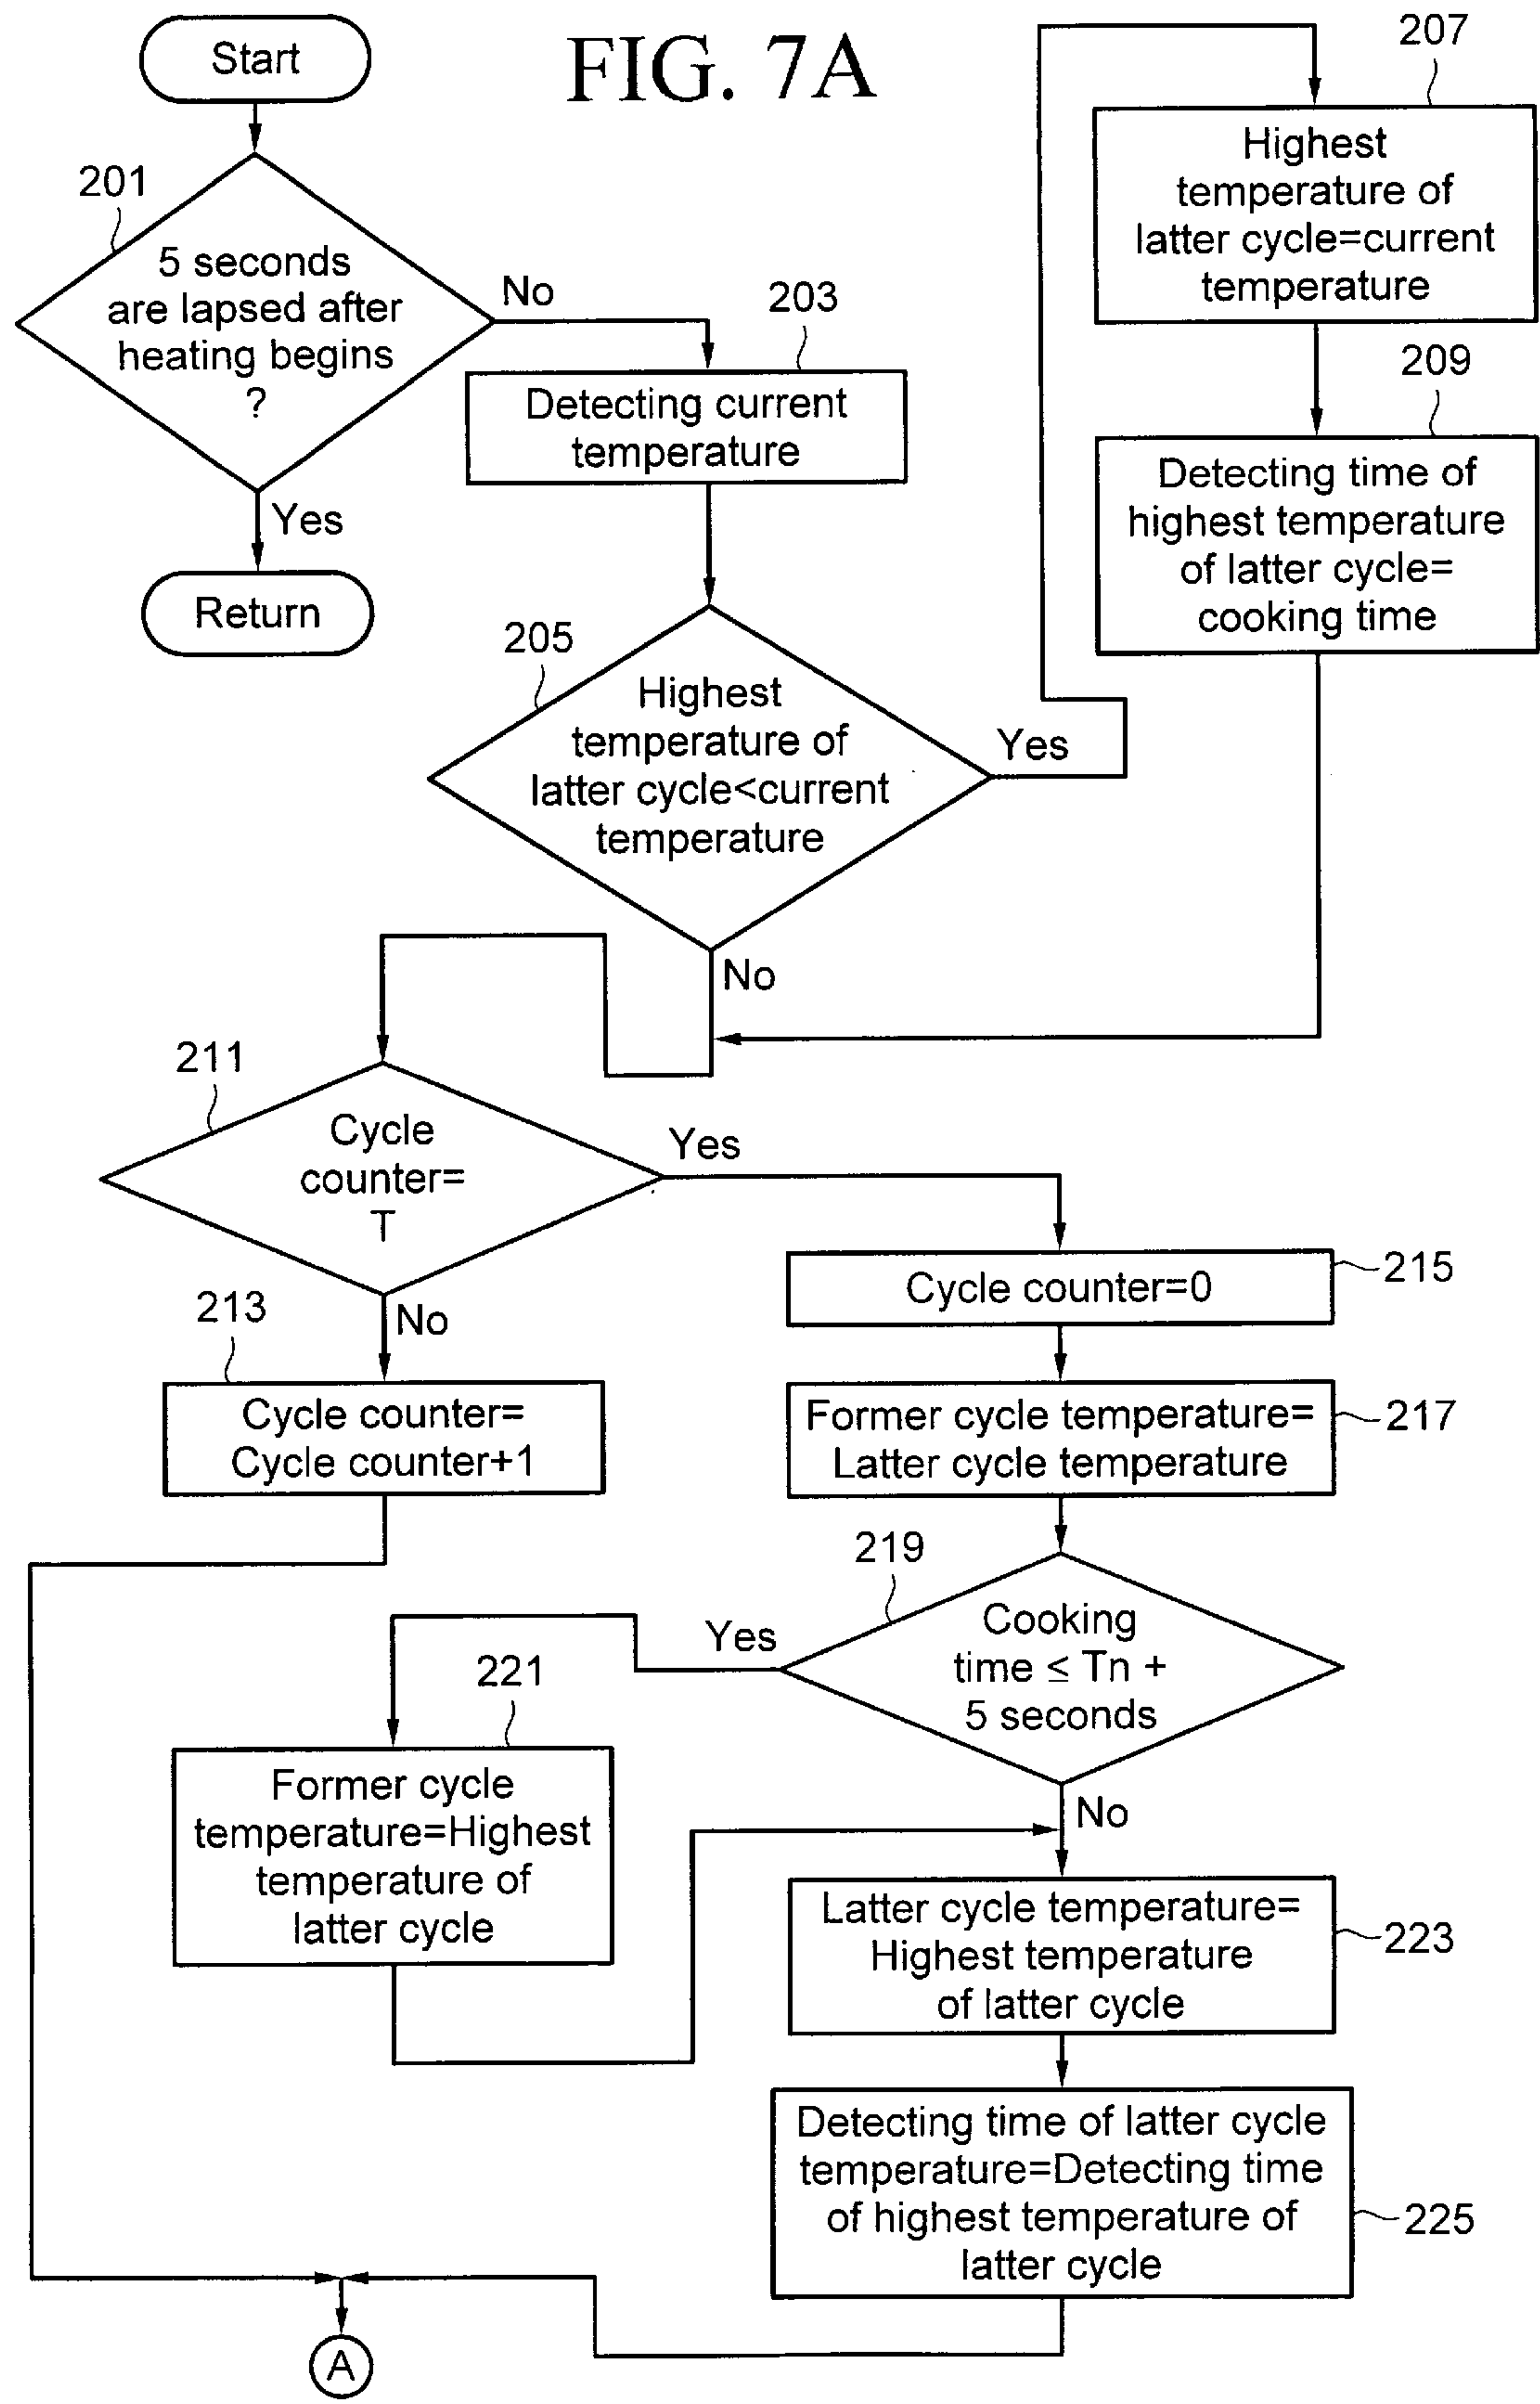 FIG. 7A
Start
201
5 seconds
are lapsed after
heating begins
?
No
Yes
Return
203
Detecting current
temperature
205
Highest
temperature of
latter cycle<current
temperature
Yes
No
207
Highest
temperature of
latter cycle=current
temperature
209
Detecting time of
highest temperature
of latter cycle=
cooking time
211
Cycle
counter=
T
Yes
No
213
Cycle counter=
Cycle counter+1
215
Cycle counter=0
217
Former cycle temperature=
Latter cycle temperature
219
Cooking
time ≤ Tn +
5 seconds
Yes
No
221
Former cycle
temperature=Highest
temperature of
latter cycle
223
Latter cycle temperature=
Highest temperature
of latter cycle
225
Detecting time of latter cycle
temperature=Detecting time
of highest temperature of
latter cycle
A